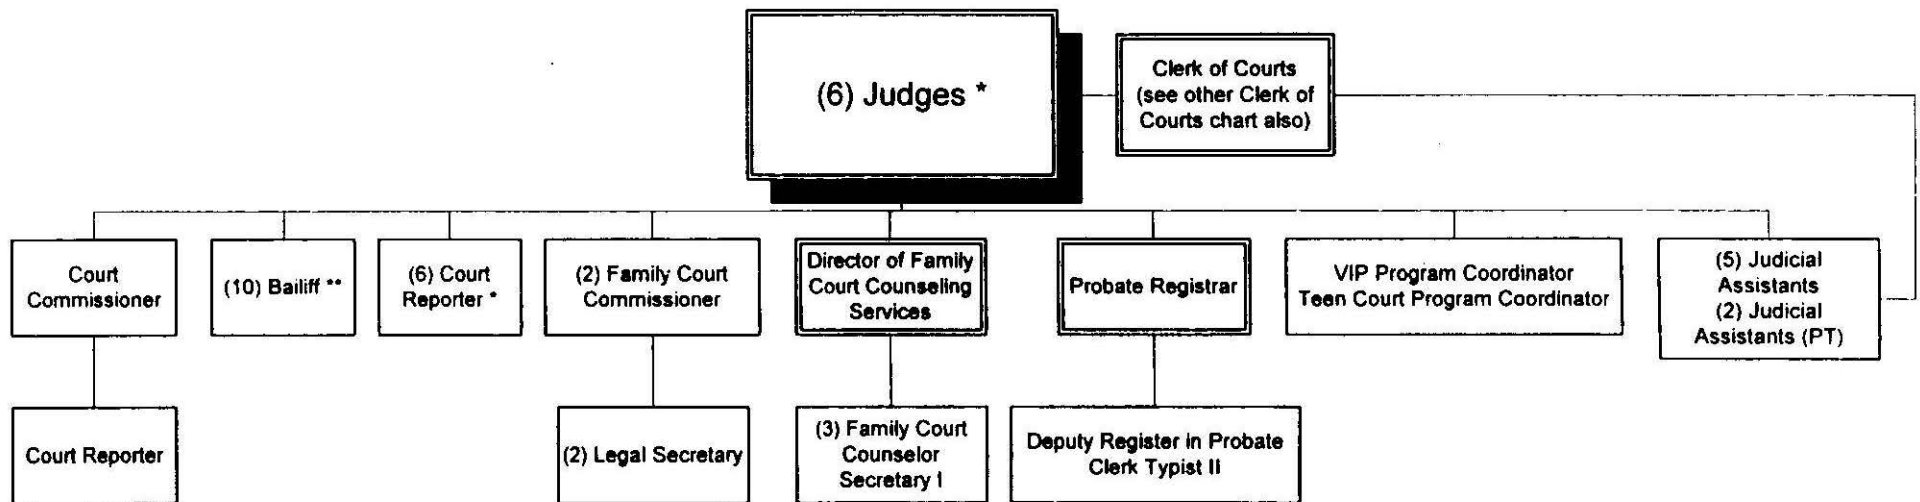 (6) Judges *
Clerk of Courts
(see other Clerk of
Courts chart also)
Court
Commissioner
(10) Bailiff **
(6) Court
Reporter *
(2) Family Court
Commissioner
Director of Family
Court Counseling
Services
Probate Registrar
VIP Program Coordinator
Teen Court Program Coordinator
(5) Judicial
Assistants
(2) Judicial
Assistants (PT)
Court Reporter
(2) Legal Secretary
(3) Family Court
Counselor
Secretary I
Deputy Register in Probate
Clerk Typist II